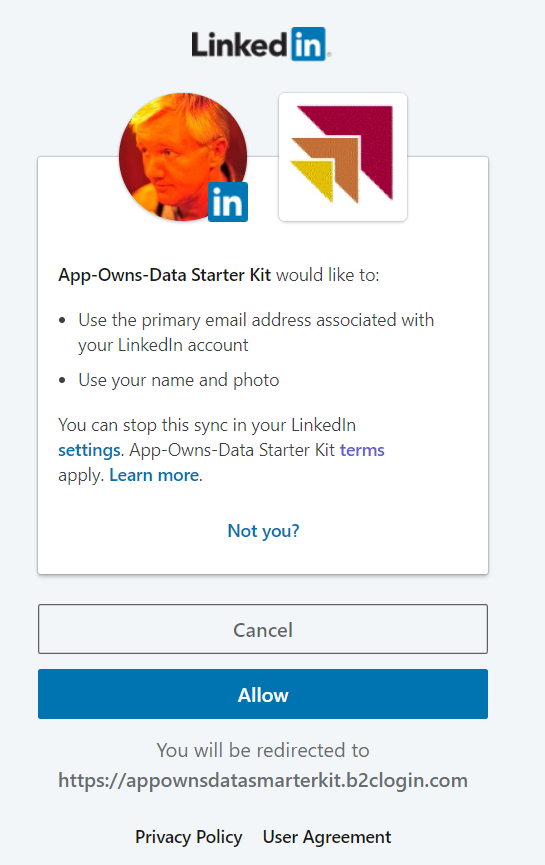 Linked in
in
App-Owns-Data Starter Kit would like to:
• Use the primary email address associated with
your LinkedIn account
• Use your name and photo
You can stop this sync in your LinkedIn
settings. App-Owns-Data Starter Kit terms
apply. Learn more.
Not you?
Cancel
Allow
You will be redirected to
https://appownsdatasmarterkit.b2clogin.com
Privacy Policy User Agreement